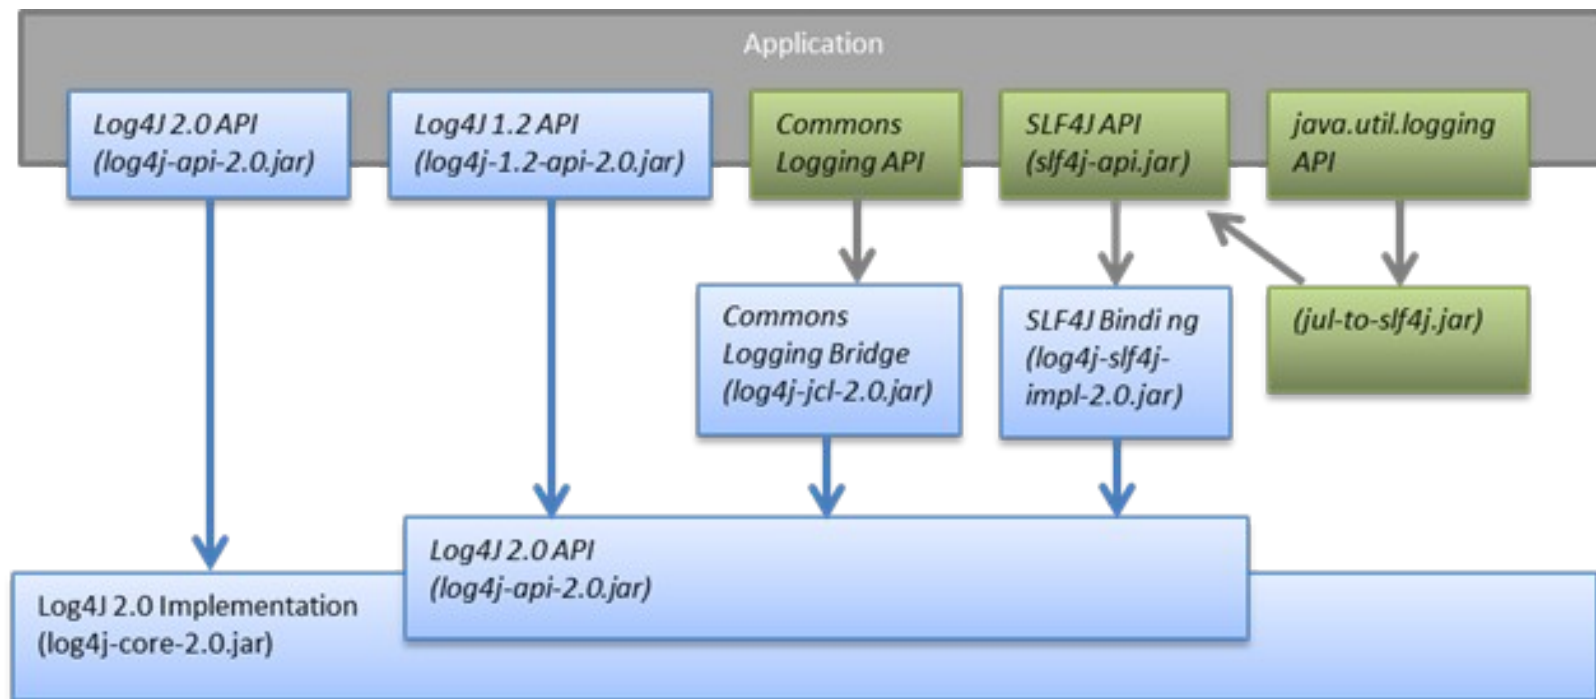 Application
Log4J 2.0 API
(log4j-api-2.0.jar)
Log4J 1.2 API
(log4j-1.2-api-2.0.jar)
Commons
Logging API
SLF4J API
(slf4j-api.jar)
java.util.logging
API
Commons
Logging Bridge
(log4j-jcl-2.0.jar)
SLF4J Binding
(log4j-slf4j-
impl-2.0.jar)
(jul-to-slf4j.jar)
Log4J 2.0 API
(log4j-api-2.0.jar)
Log4J 2.0 Implementation
(log4j-core-2.0.jar)